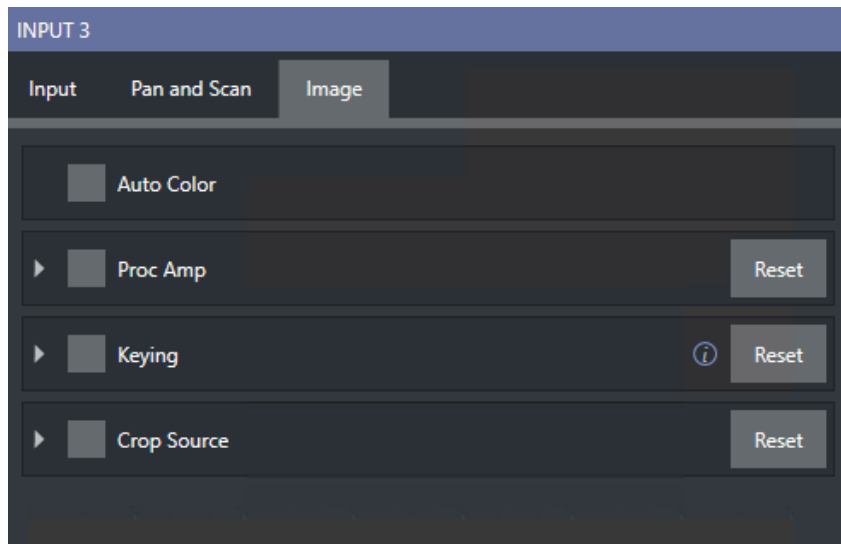 INPUT 3
Input Pan and Scan Image
Auto Color
Proc Amp Reset
Keying i Reset
Crop Source Reset